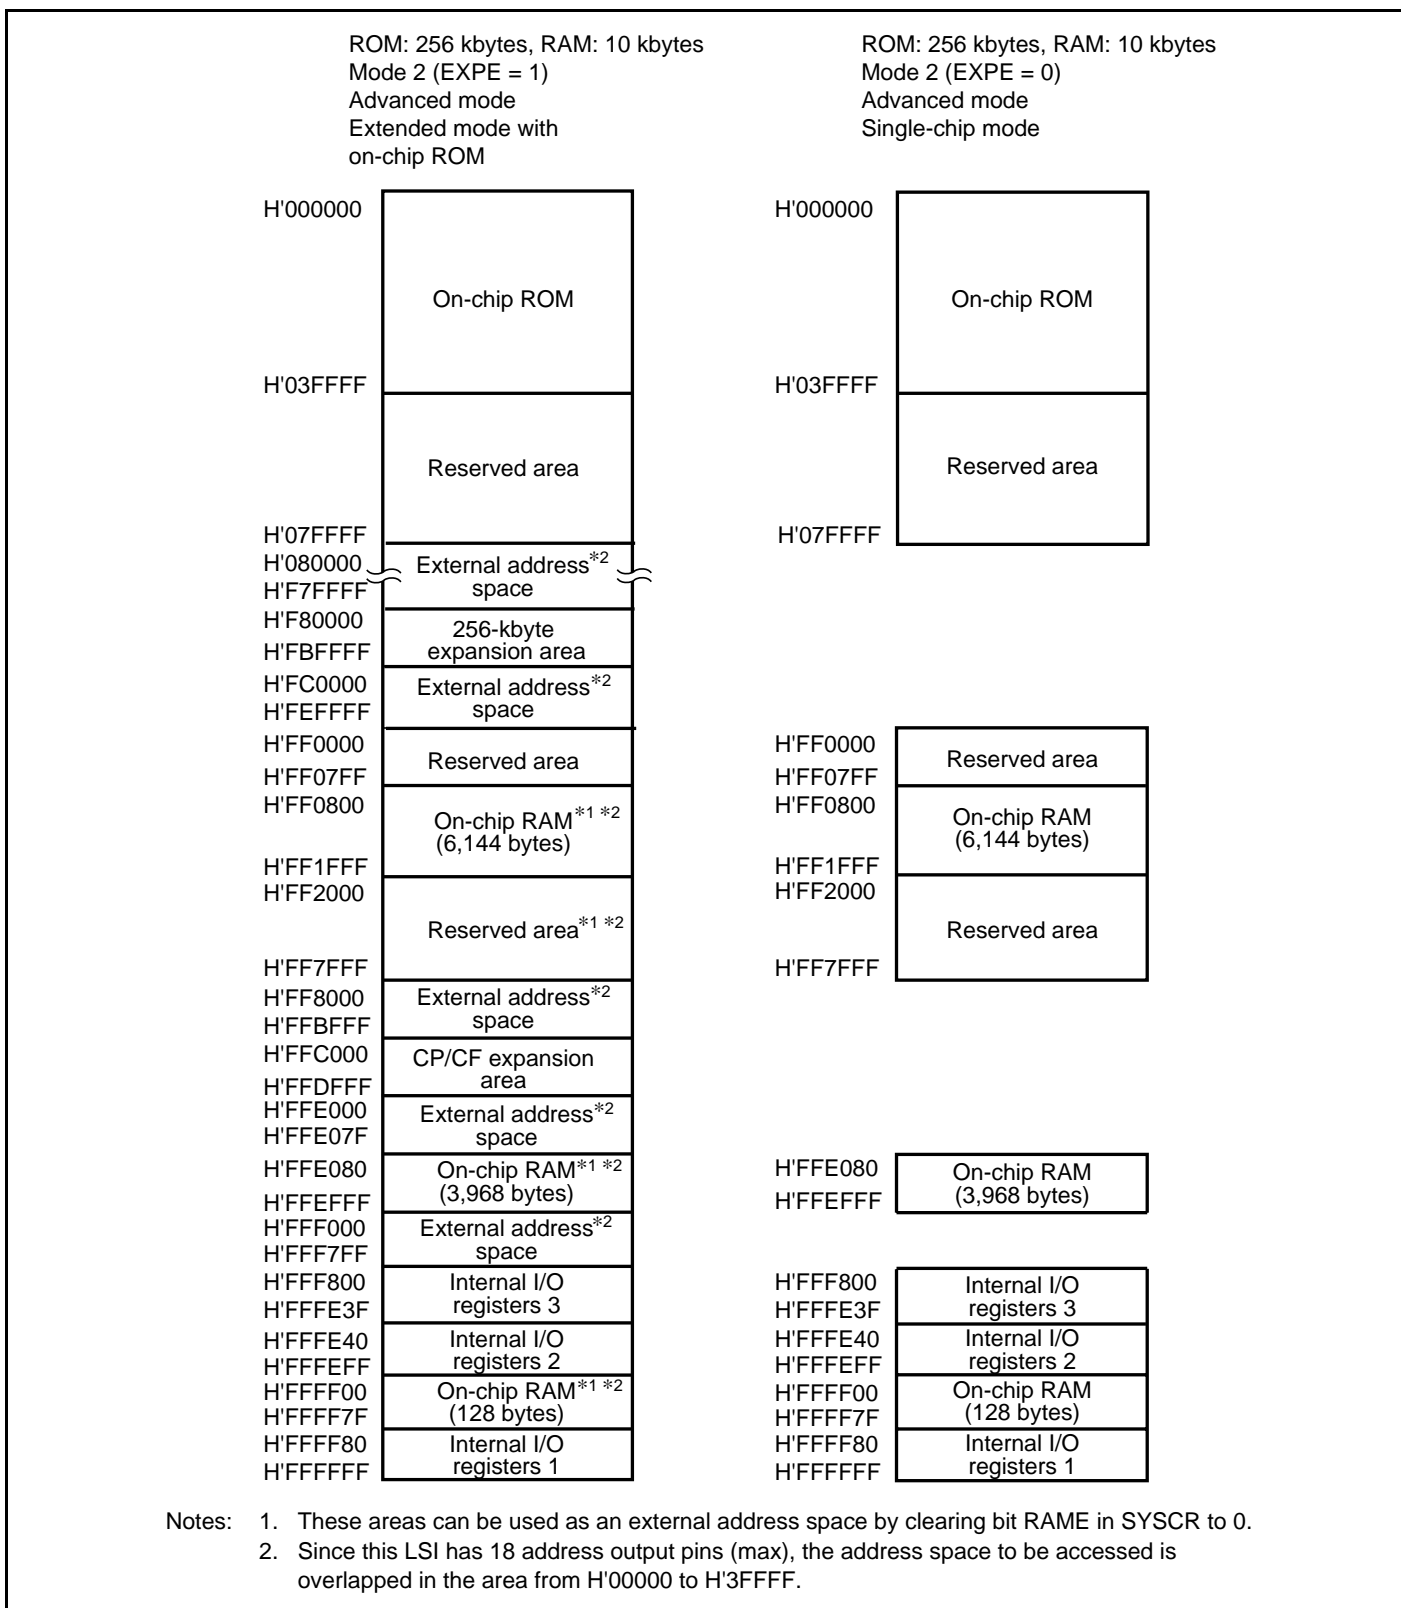 ROM: 256 kbytes, RAM: 10 kbytes
Mode 2 (EXPE = 1)
Advanced mode
Extended mode with
on-chip ROM
ROM: 256 kbytes, RAM: 10 kbytes
Mode 2 (EXPE = 0)
Advanced mode
Single-chip mode
H'000000
On-chip ROM
H'03FFFF
Reserved area
H'07FFFF
H'080000
External address*2
space
H'F7FFFF
H'F80000
256-kbyte
expansion area
H'FBFFFF
H'FC0000
External address*2
space
H'FEFFFF
H'FF0000
Reserved area
H'FF07FF
H'FF0800
On-chip RAM*1 *2
(6,144 bytes)
H'FF1FFF
H'FF2000
Reserved area*1 *2
H'FF7FFF
H'FF8000
External address*2
space
H'FFBFFF
H'FFC000
CP/CF expansion
area
H'FFDFFF
H'FFE000
External address*2
space
H'FFE07F
H'FFE080
On-chip RAM*1 *2
(3,968 bytes)
H'FFEFFF
H'FFF000
External address*2
space
H'FFF7FF
H'FFF800
Internal I/O
registers 3
H'FFFE3F
H'FFFE40
Internal I/O
registers 2
H'FFFEFF
H'FFFF00
On-chip RAM*1 *2
(128 bytes)
H'FFFF7F
H'FFFF80
Internal I/O
registers 1
H'FFFFFF
H'000000
On-chip ROM
H'03FFFF
Reserved area
H'07FFFF
H'FF0000
Reserved area
H'FF07FF
H'FF0800
On-chip RAM
(6,144 bytes)
H'FF1FFF
H'FF2000
Reserved area
H'FF7FFF
H'FFE080
On-chip RAM
(3,968 bytes)
H'FFEFFF
H'FFF800
Internal I/O
registers 3
H'FFFE3F
H'FFFE40
Internal I/O
registers 2
H'FFFEFF
H'FFFF00
On-chip RAM
(128 bytes)
H'FFFF7F
H'FFFF80
Internal I/O
registers 1
H'FFFFFF
Notes: 1. These areas can be used as an external address space by clearing bit RAME in SYSCR to 0.
2. Since this LSI has 18 address output pins (max), the address space to be accessed is
overlapped in the area from H'00000 to H'3FFFF.